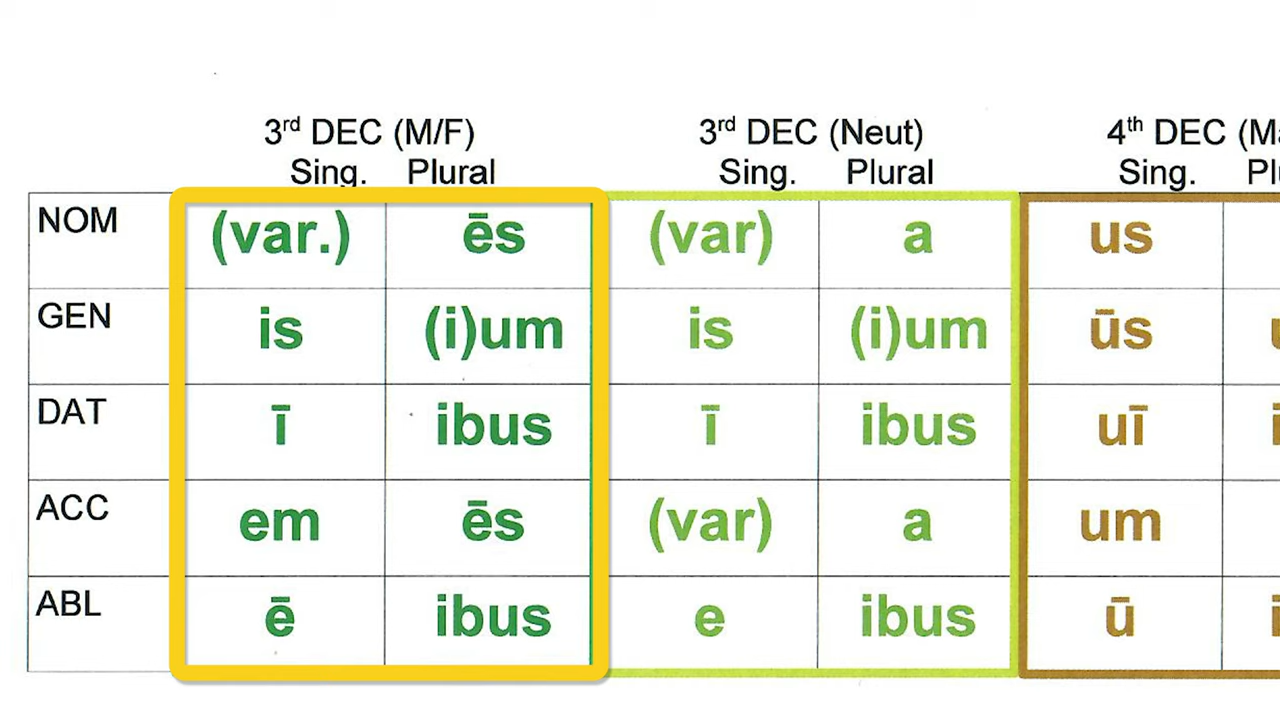 3rd DEC (M/F) 3rd DEC (Neut) 4th DEC (Ma
Sing. Plural Sing. Plural Sing. Pl
NOM (var.) ēs (var) a us
GEN is (i)um is (i)um ūs
DAT ī ibus ī ibus uī i
ACC em ēs (var) a um
ABL ē ibus e ibus ū i